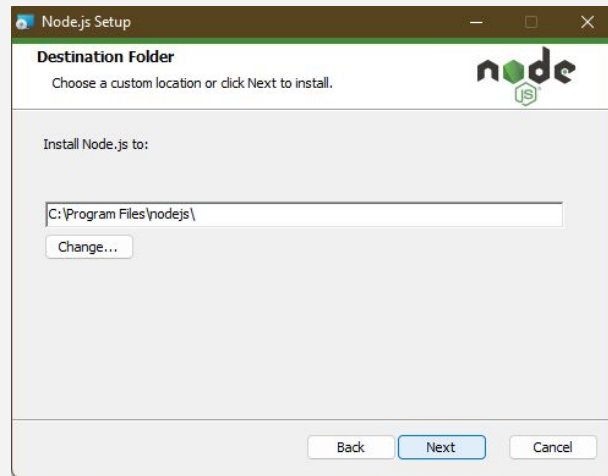 Node.js Setup
Destination Folder
Choose a custom location or click Next to install.
node
JS
Install Node.js to:
C:\Program Files\nodejs\
Change...
Back Next Cancel